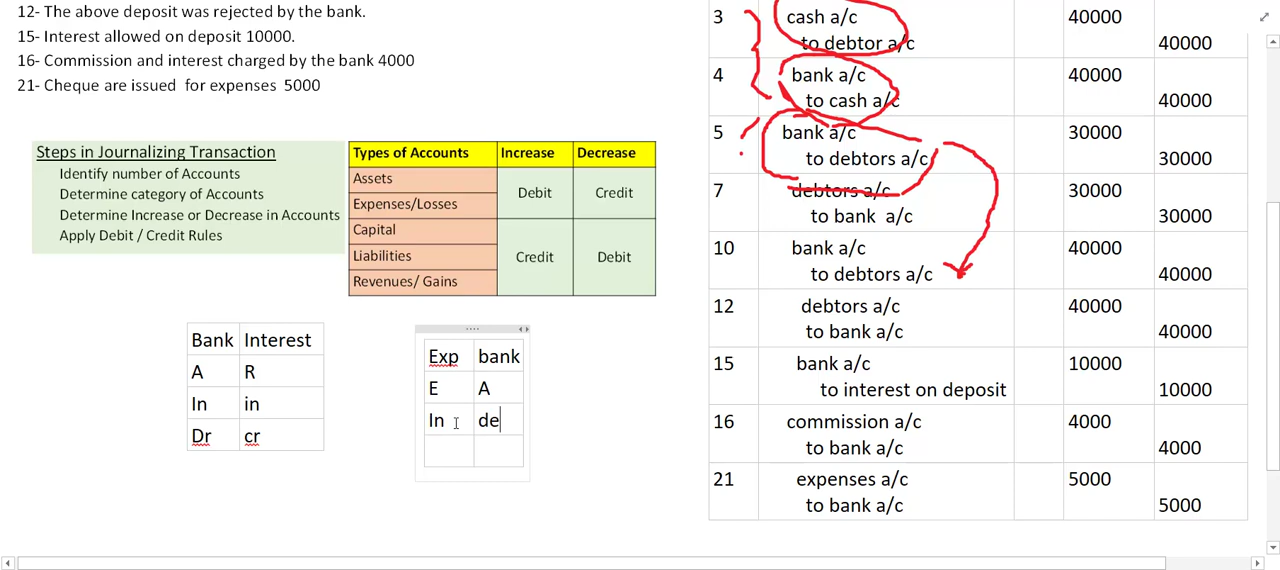 12- The above deposit was rejected by the bank.
15- Interest allowed on deposit 10000.
16- Commission and interest charged by the bank 4000
21- Cheque are issued for expenses 5000
Steps in Journalizing Transaction
Identify number of Accounts
Determine category of Accounts
Determine Increase or Decrease in Accounts
Apply Debit / Credit Rules
Types of Accounts Increase Decrease
Assets
Expenses/Losses
Debit Credit
Capital
Liabilities
Revenues/ Gains
Credit Debit
Bank Interest
A R
In in
Dr cr
Exp bank
E A
In de
3 cash a/c 40000
to debtor a/c 40000
4 bank a/c 40000
to cash a/c 40000
5 bank a/c 30000
to debtors a/c 30000
7 debtors a/c 30000
to bank a/c 30000
10 bank a/c 40000
to debtors a/c 40000
12 debtors a/c 40000
to bank a/c 40000
15 bank a/c 10000
to interest on deposit 10000
16 commission a/c 4000
to bank a/c 4000
21 expenses a/c 5000
to bank a/c 5000